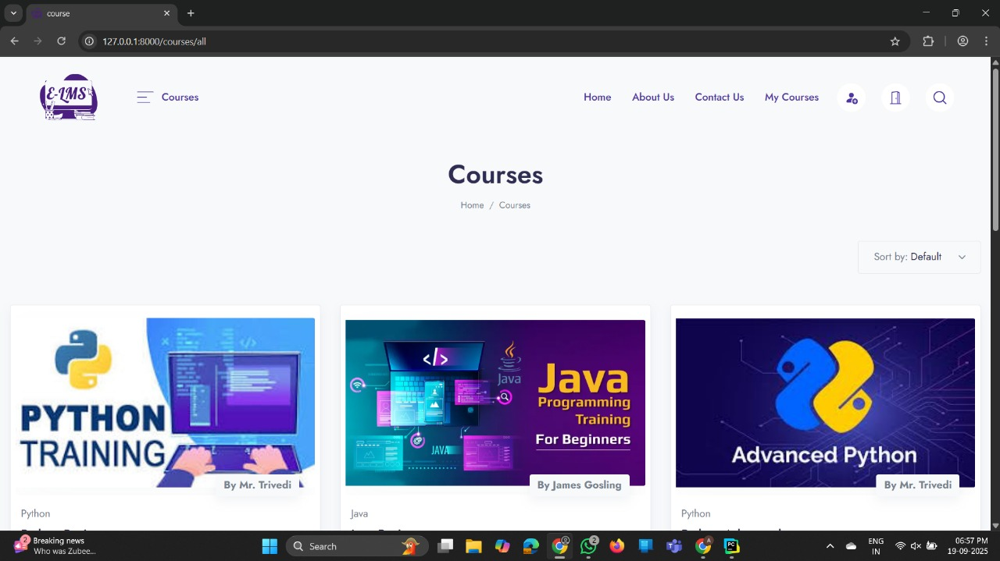 course
127.0.0.1:8000/courses/all
E-LMS
Courses
Home About Us Contact Us My Courses
Courses
Home / Courses
Sort by: Default
PYTHON
TRAINING
By Mr. Trivedi
Python
</>
Java
Java
Programming
Training
For Beginners
JAVA
By James Gosling
Java
Advanced Python
By Mr. Trivedi
Python
2
Breaking news
Who was Zubee...
Search
2
A
PC
ENG
IN
06:57 PM
19-09-2025